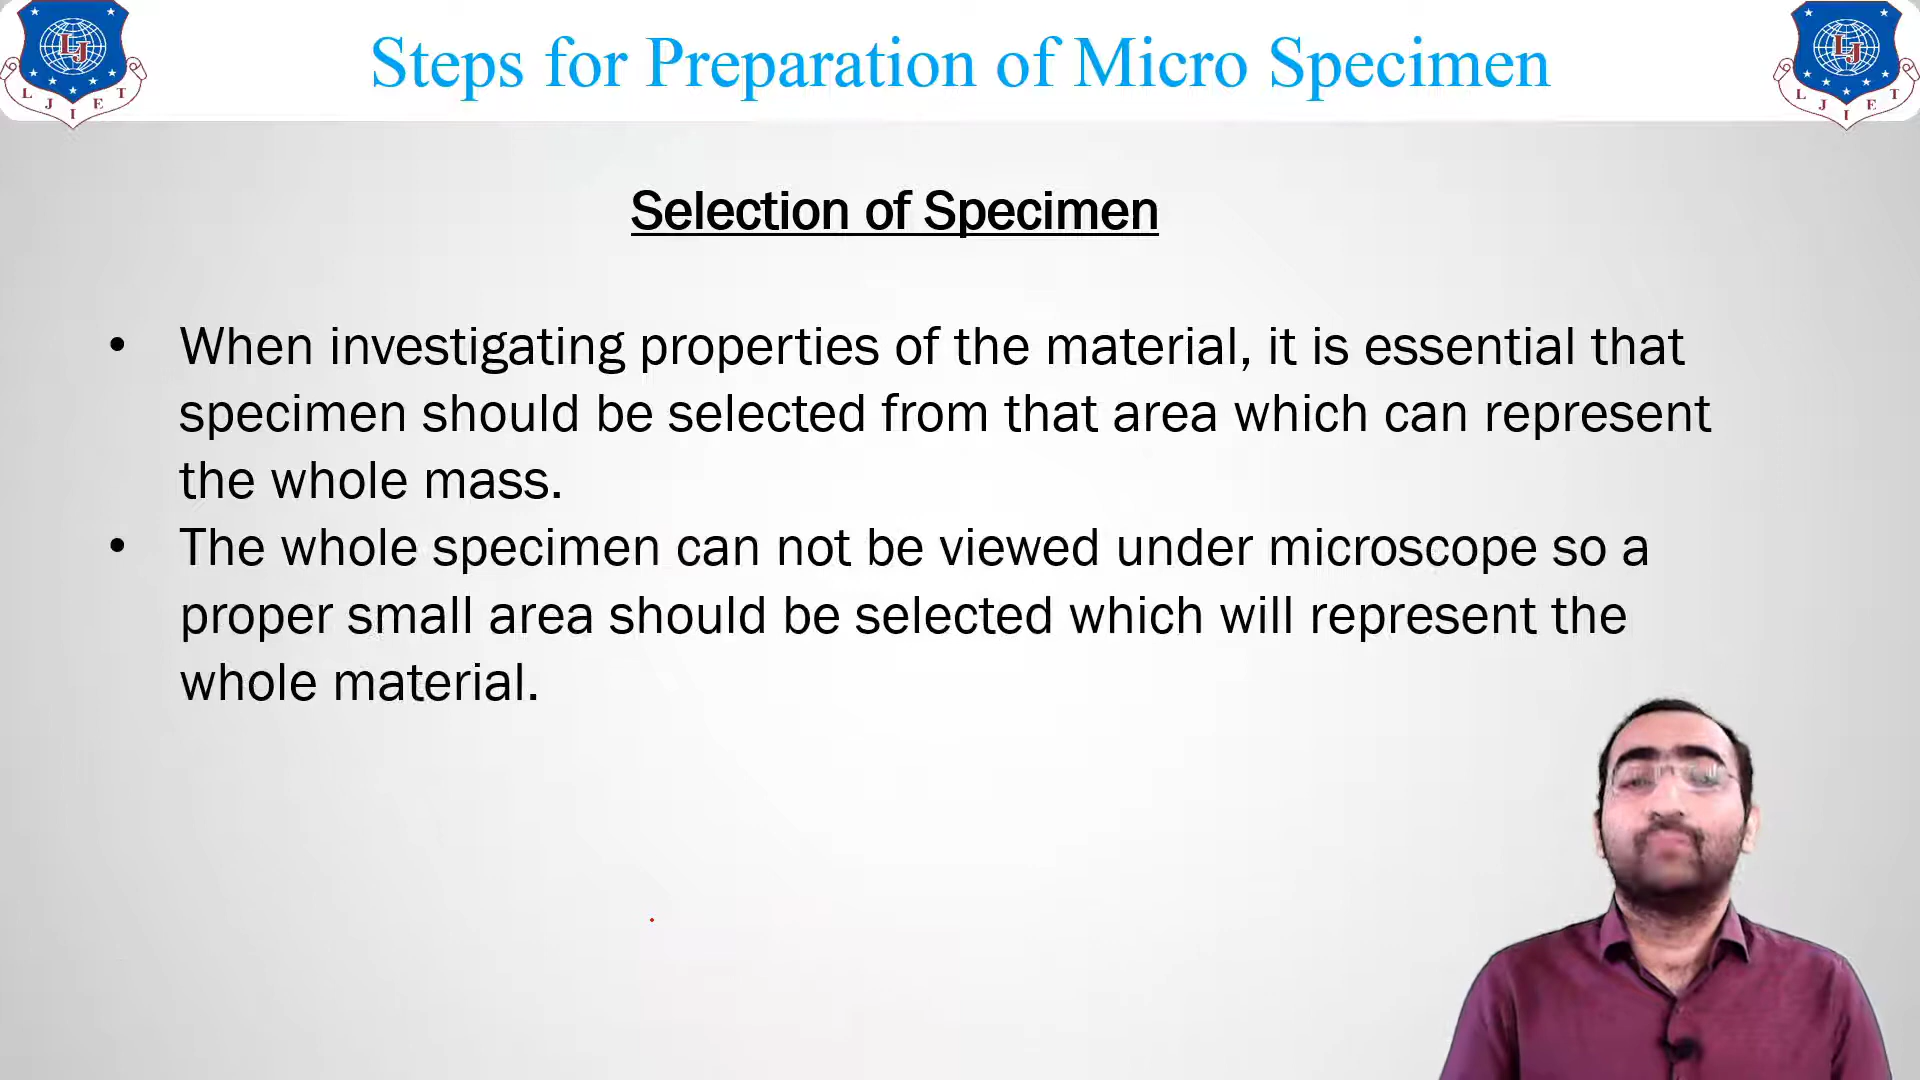 Steps for Preparation of Micro Specimen
LJ
L J I E T
LJ
L J I E T
Selection of Specimen
• When investigating properties of the material, it is essential that
specimen should be selected from that area which can represent
the whole mass.
• The whole specimen can not be viewed under microscope so a
proper small area should be selected which will represent the
whole material.